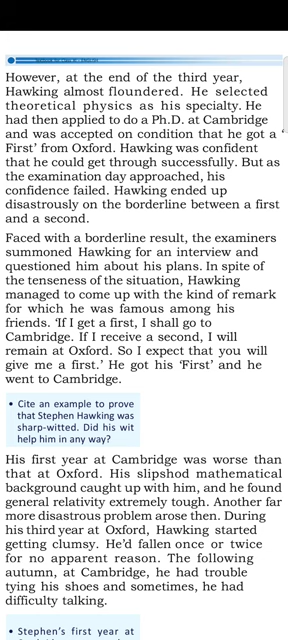 However, at the end of the third year,
Hawking almost floundered. He selected
theoretical physics as his specialty. He
had then applied to do a Ph.D. at Cambridge
and was accepted on condition that he got a ‘
First’ from Oxford. Hawking was confident
that he could get through successfully. But as
the examination day approached, his
confidence failed. Hawking ended up
disastrously on the borderline between a first
and a second.
Faced with a borderline result, the examiners
summoned Hawking for an interview and
questioned him about his plans. In spite of
the tenseness of the situation, Hawking
managed to come up with the kind of remark
for which he was famous among his
friends. ‘If I get a first, I shall go to
Cambridge. If I receive a second, I will
remain at Oxford. So I expect that you will
give me a first.’ He got his ‘First’ and he
went to Cambridge.
• Cite an example to prove
that Stephen Hawking was
sharp-witted. Did his wit
help him in any way?
His first year at Cambridge was worse than
that at Oxford. His slipshod mathematical
background caught up with him, and he found
general relativity extremely tough. Another far
more disastrous problem arose then. During
his third year at Oxford, Hawking started
getting clumsy. He’d fallen once or twice
for no apparent reason. The following
autumn, at Cambridge, he had trouble
tying his shoes and sometimes, he had
difficulty talking.
• Stephen’s first year at